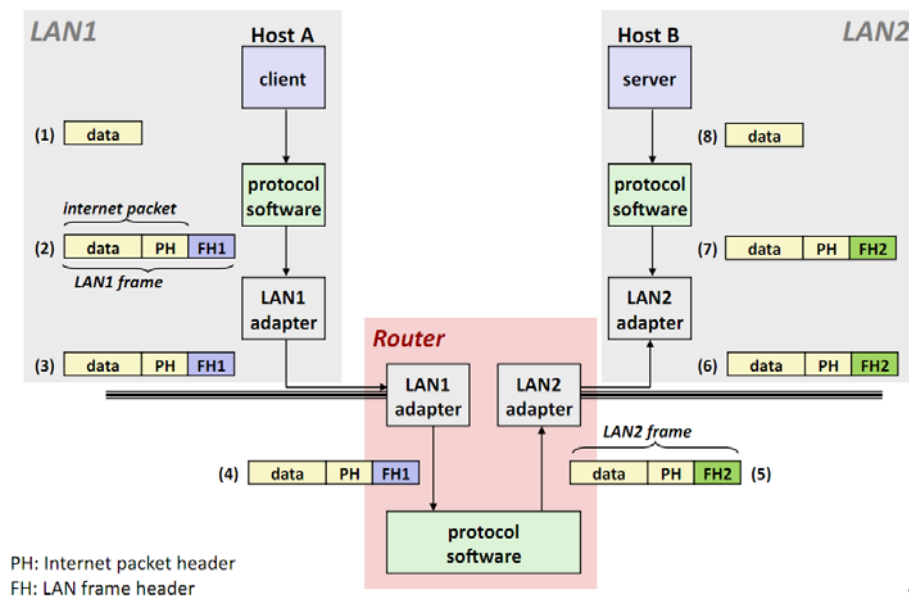 LAN1
Host A
Host B
LAN2
client
server
(1) data
(8) data
protocol
software
protocol
software
internet packet
(2) data PH FH1
LAN1 frame
(7) data PH FH2
LAN1
adapter
LAN2
adapter
Router
(3) data PH FH1
(6) data PH FH2
LAN1
adapter
LAN2
adapter
LAN2 frame
(4) data PH FH1
data PH FH2 (5)
protocol
software
PH: Internet packet header
FH: LAN frame header